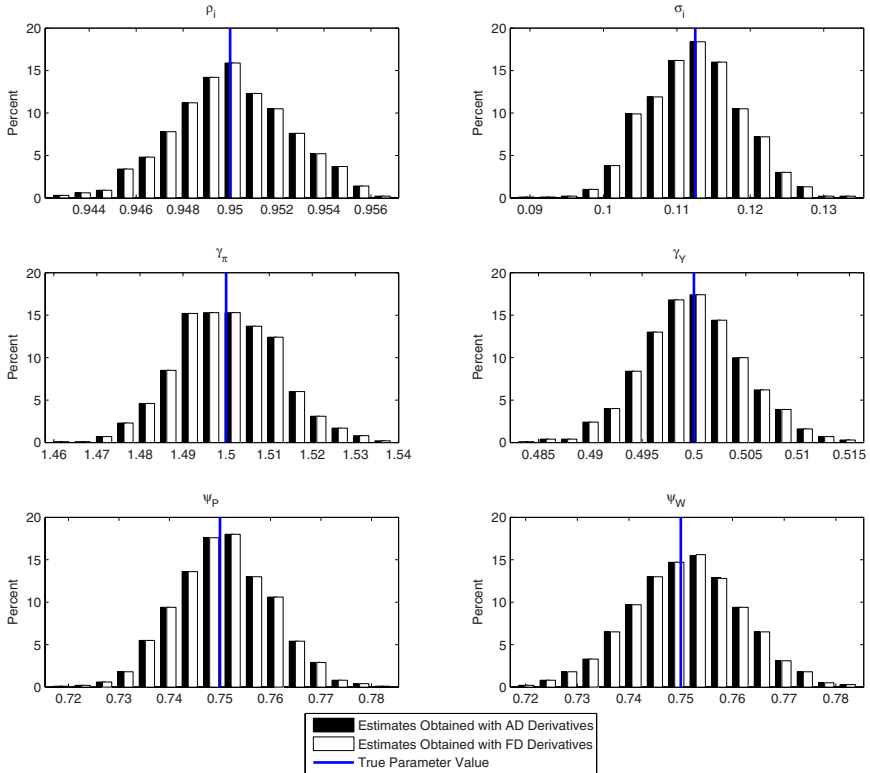 ρi
20
15
10
5
0
Percent
0.944 0.946 0.948 0.95 0.952 0.954 0.956
σi
20
15
10
5
0
Percent
0.09 0.1 0.11 0.12 0.13
γπ
20
15
10
5
0
Percent
1.46 1.47 1.48 1.49 1.5 1.51 1.52 1.53 1.54
γY
20
15
10
5
0
Percent
0.485 0.49 0.495 0.5 0.505 0.51 0.515
ψP
20
15
10
5
0
Percent
0.72 0.73 0.74 0.75 0.76 0.77 0.78
ψW
20
15
10
5
0
Percent
0.72 0.73 0.74 0.75 0.76 0.77 0.78
Estimates Obtained with AD Derivatives
Estimates Obtained with FD Derivatives
True Parameter Value